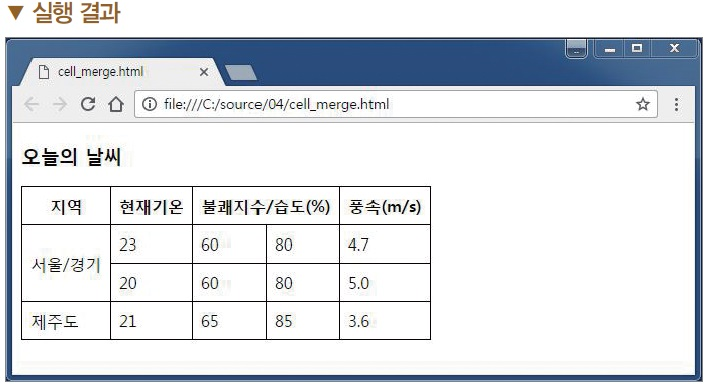 ▼ 실행 결과
cell_merge.html
file:///C:/source/04/cell_merge.html
오늘의 날씨
지역 현재기온 불쾌지수/습도(%) 풍속(m/s)
서울/경기 23 60 80 4.7
20 60 80 5.0
제주도 21 65 85 3.6